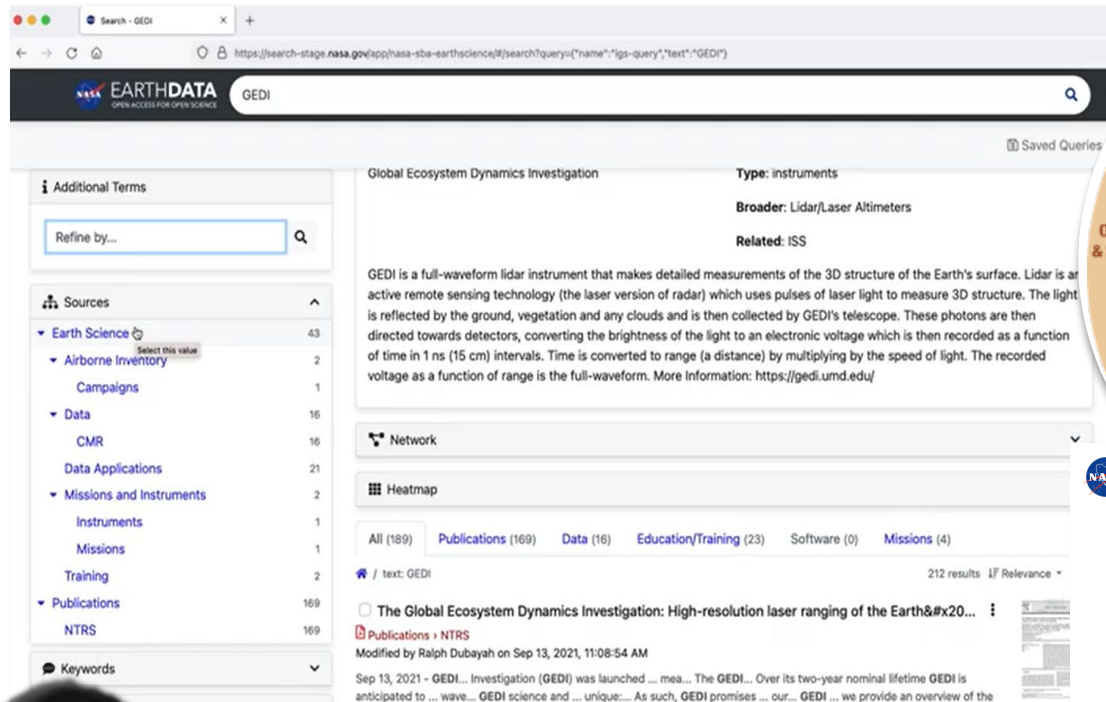 Search - GEDI
https://search-stage.nasa.gov/app/nasa-sba-earthscience/#/search?query={"name":"igs-query","text":"GEDI"}
NASA
EARTHDATA
OPEN ACCESS FOR OPEN SCIENCE
GEDI
Saved Queries
Additional Terms
Refine by...
Sources
Earth Science 43
Select this value
Airborne Inventory 2
Campaigns 1
Data 16
CMR 16
Data Applications 21
Missions and Instruments 2
Instruments 1
Missions 1
Training 2
Publications 169
NTRS 169
Keywords
Global Ecosystem Dynamics Investigation
Type: instruments
Broader: Lidar/Laser Altimeters
Related: ISS
GEDI is a full-waveform lidar instrument that makes detailed measurements of the 3D structure of the Earth's surface. Lidar is an
active remote sensing technology (the laser version of radar) which uses pulses of laser light to measure 3D structure. The light
is reflected by the ground, vegetation and any clouds and is then collected by GEDI's telescope. These photons are then
directed towards detectors, converting the brightness of the light to an electronic voltage which is then recorded as a function
of time in 1 ns (15 cm) intervals. Time is converted to range (a distance) by multiplying by the speed of light. The recorded
voltage as a function of range is the full-waveform. More Information: https://gedi.umd.edu/
Network
Heatmap
All (189) Publications (169) Data (16) Education/Training (23) Software (0) Missions (4)
/ text: GEDI
212 results Relevance
The Global Ecosystem Dynamics Investigation: High-resolution laser ranging of the Earth&#x20...
Publications › NTRS
Modified by Ralph Dubayah on Sep 13, 2021, 11:08:54 AM
Sep 13, 2021 - GEDI... Investigation (GEDI) was launched ... mea... The GEDI... Over its two-year nominal lifetime GEDI is
anticipated to ... wave... GEDI science and ... unique:... As such, GEDI promises ... our... GEDI ... we provide an overview of the
&